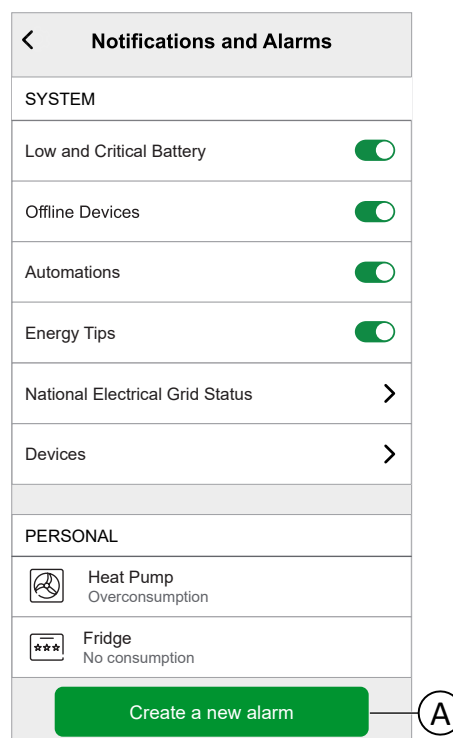 Notifications and Alarms
SYSTEM
Low and Critical Battery
Offline Devices
Automations
Energy Tips
National Electrical Grid Status
Devices
PERSONAL
Heat Pump
Overconsumption
Fridge
No consumption
Create a new alarm
A